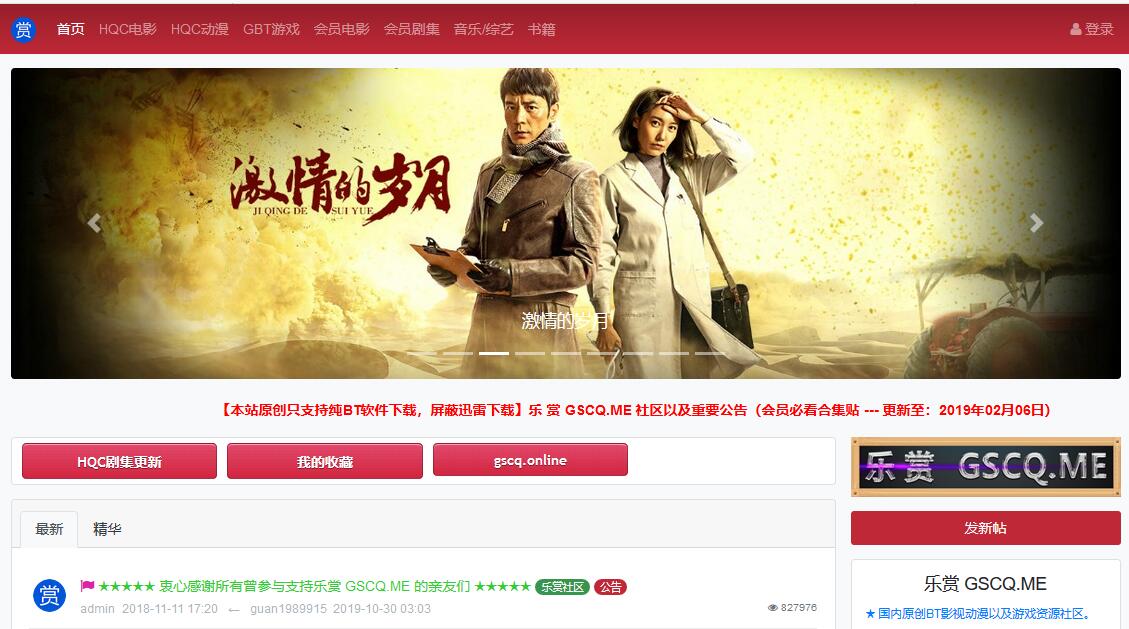 赏 首页 HQC电影 HQC动漫 GBT游戏 会员电影 会员剧集 音乐/综艺 书籍 登录
激情的岁月
JI QING DE SUI YUE
激情的岁月
【本站原创只支持纯BT软件下载，屏蔽迅雷下载】乐 赏 GSCQ.ME 社区以及重要公告（会员必看合集贴 --- 更新至：2019年02月06日）
HQC剧集更新 我的收藏 gscq.online
乐赏 GSCQ.ME
发新帖
最新 精华
赏 ★★★★★ 衷心感谢所有曾参与支持乐赏 GSCQ.ME 的亲友们 ★★★★★ 乐赏社区 公告
admin 2018-11-11 17:20 ← guan1989915 2019-10-30 03:03 827976
乐赏 GSCQ.ME
★ 国内原创BT影视动漫以及游戏资源社区。